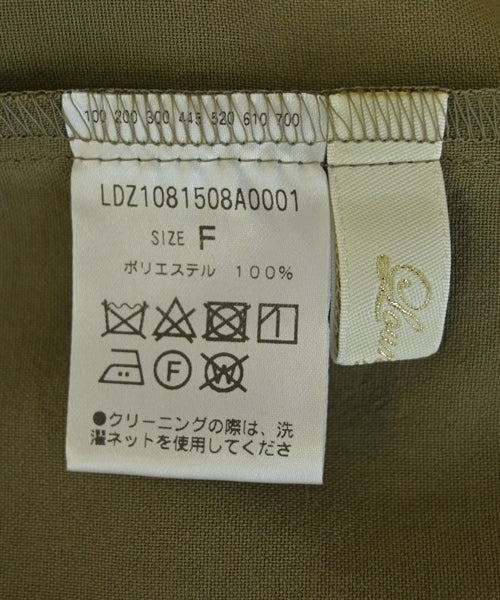 100 200 300 445 520 610 700
LDZ1081508A0001
SIZE F
ポリエステル 100%
F
W
●クリーニングの際は、洗
濯ネットを使用してくださ